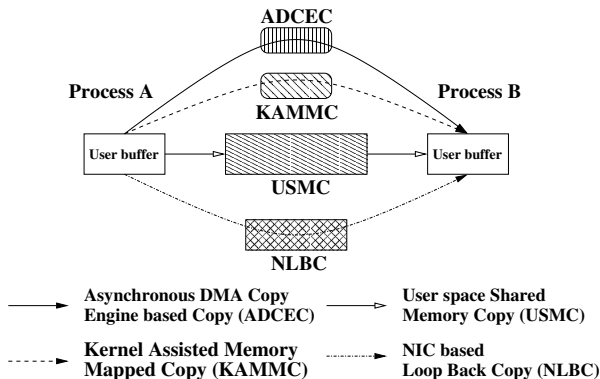 ADCEC
Process A
Process B
KAMMC
User buffer
User buffer
USMC
NLBC
Asynchronous DMA Copy
Engine based Copy (ADCEC)
User space Shared
Memory Copy (USMC)
Kernel Assisted Memory
Mapped Copy (KAMMC)
NIC based
Loop Back Copy (NLBC)